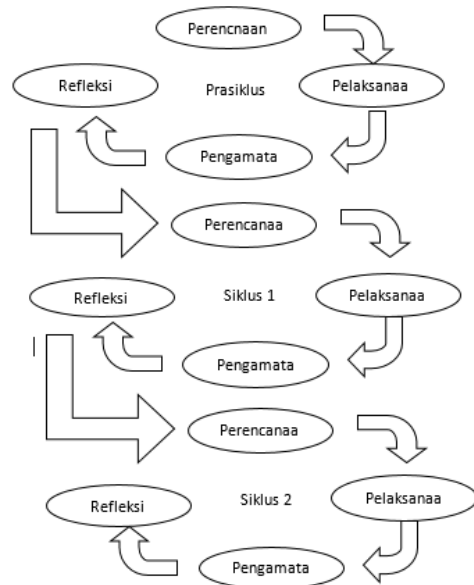 Perencnaan
Refleksi
Prasiklus
Pelaksanaa
Pengamata
Perencanaa
Refleksi
Siklus 1
Pelaksanaa
Pengamata
Perencanaa
Refleksi
Siklus 2
Pelaksanaa
Pengamata